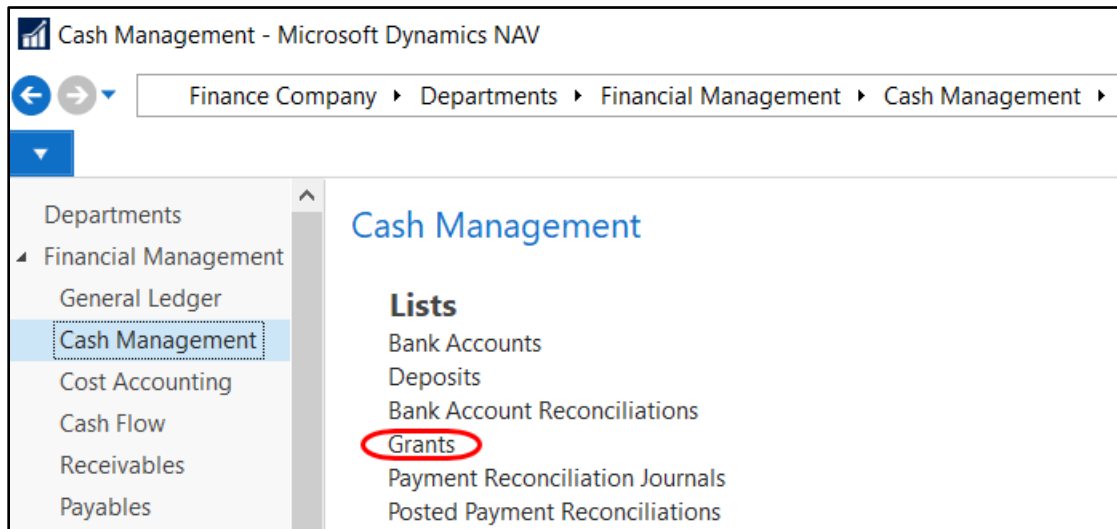 Cash Management - Microsoft Dynamics NAV
Finance Company ▸ Departments ▸ Financial Management ▸ Cash Management ▸
Departments
Financial Management
General Ledger
Cash Management
Cost Accounting
Cash Flow
Receivables
Payables
Cash Management
Lists
Bank Accounts
Deposits
Bank Account Reconciliations
Grants
Payment Reconciliation Journals
Posted Payment Reconciliations